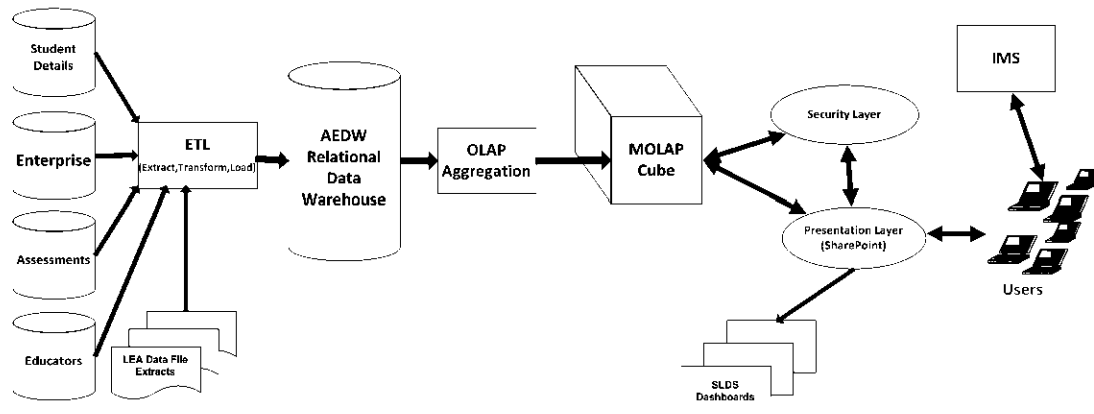 Student
Details
Enterprise
Assessments
Educators
ETL
(Extract,Transform,Load)
LEA Data File
Extracts
AEDW
Relational
Data
Warehouse
OLAP
Aggregation
MOLAP
Cube
Security Layer
Presentation Layer
(SharePoint)
SLDS
Dashboards
IMS
Users